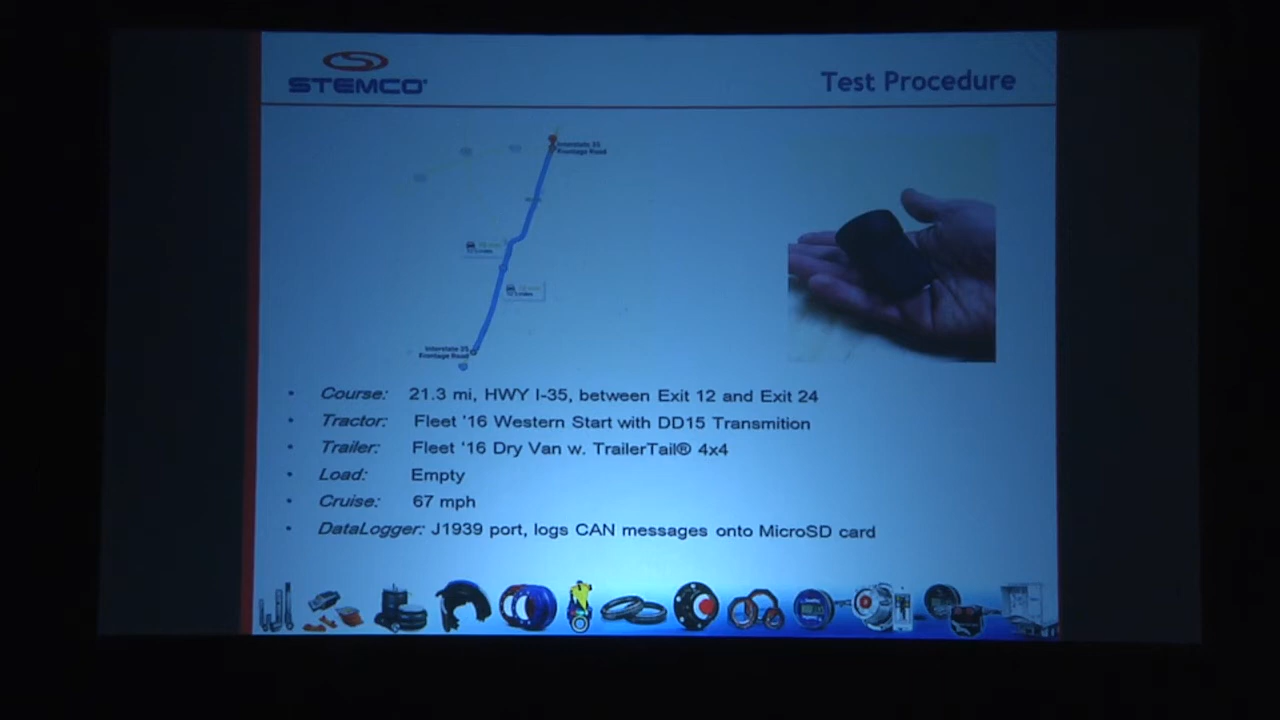 STEMCO
Test Procedure
Interstate 35
Frontage Road
Interstate 35
Frontage Road
• Course: 21.3 mi, HWY I-35, between Exit 12 and Exit 24
• Tractor: Fleet '16 Western Start with DD15 Transmition
• Trailer: Fleet '16 Dry Van w. TrailerTail® 4x4
• Load: Empty
• Cruise: 67 mph
• DataLogger: J1939 port, logs CAN messages onto MicroSD card